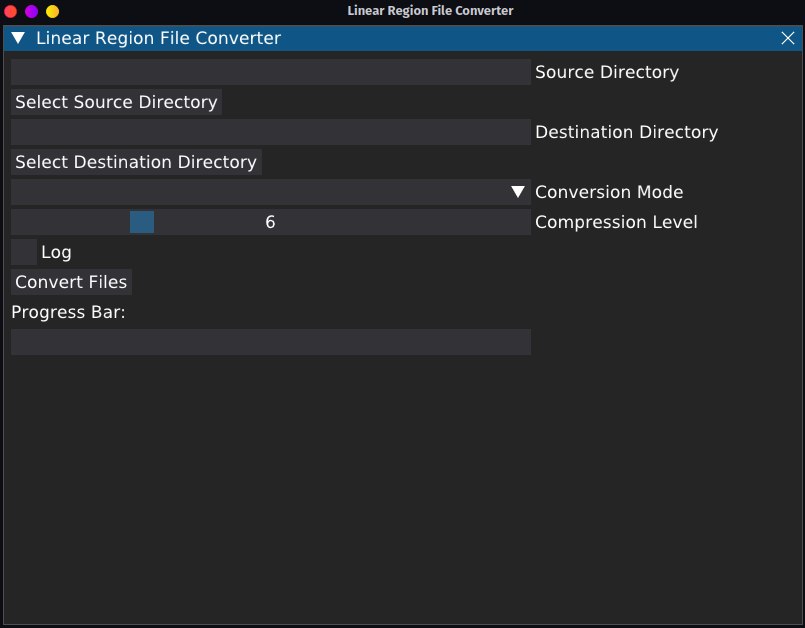 Linear Region File Converter
Linear Region File Converter
Source Directory
Select Source Directory
Destination Directory
Select Destination Directory
Conversion Mode
6 Compression Level
Log
Convert Files
Progress Bar: